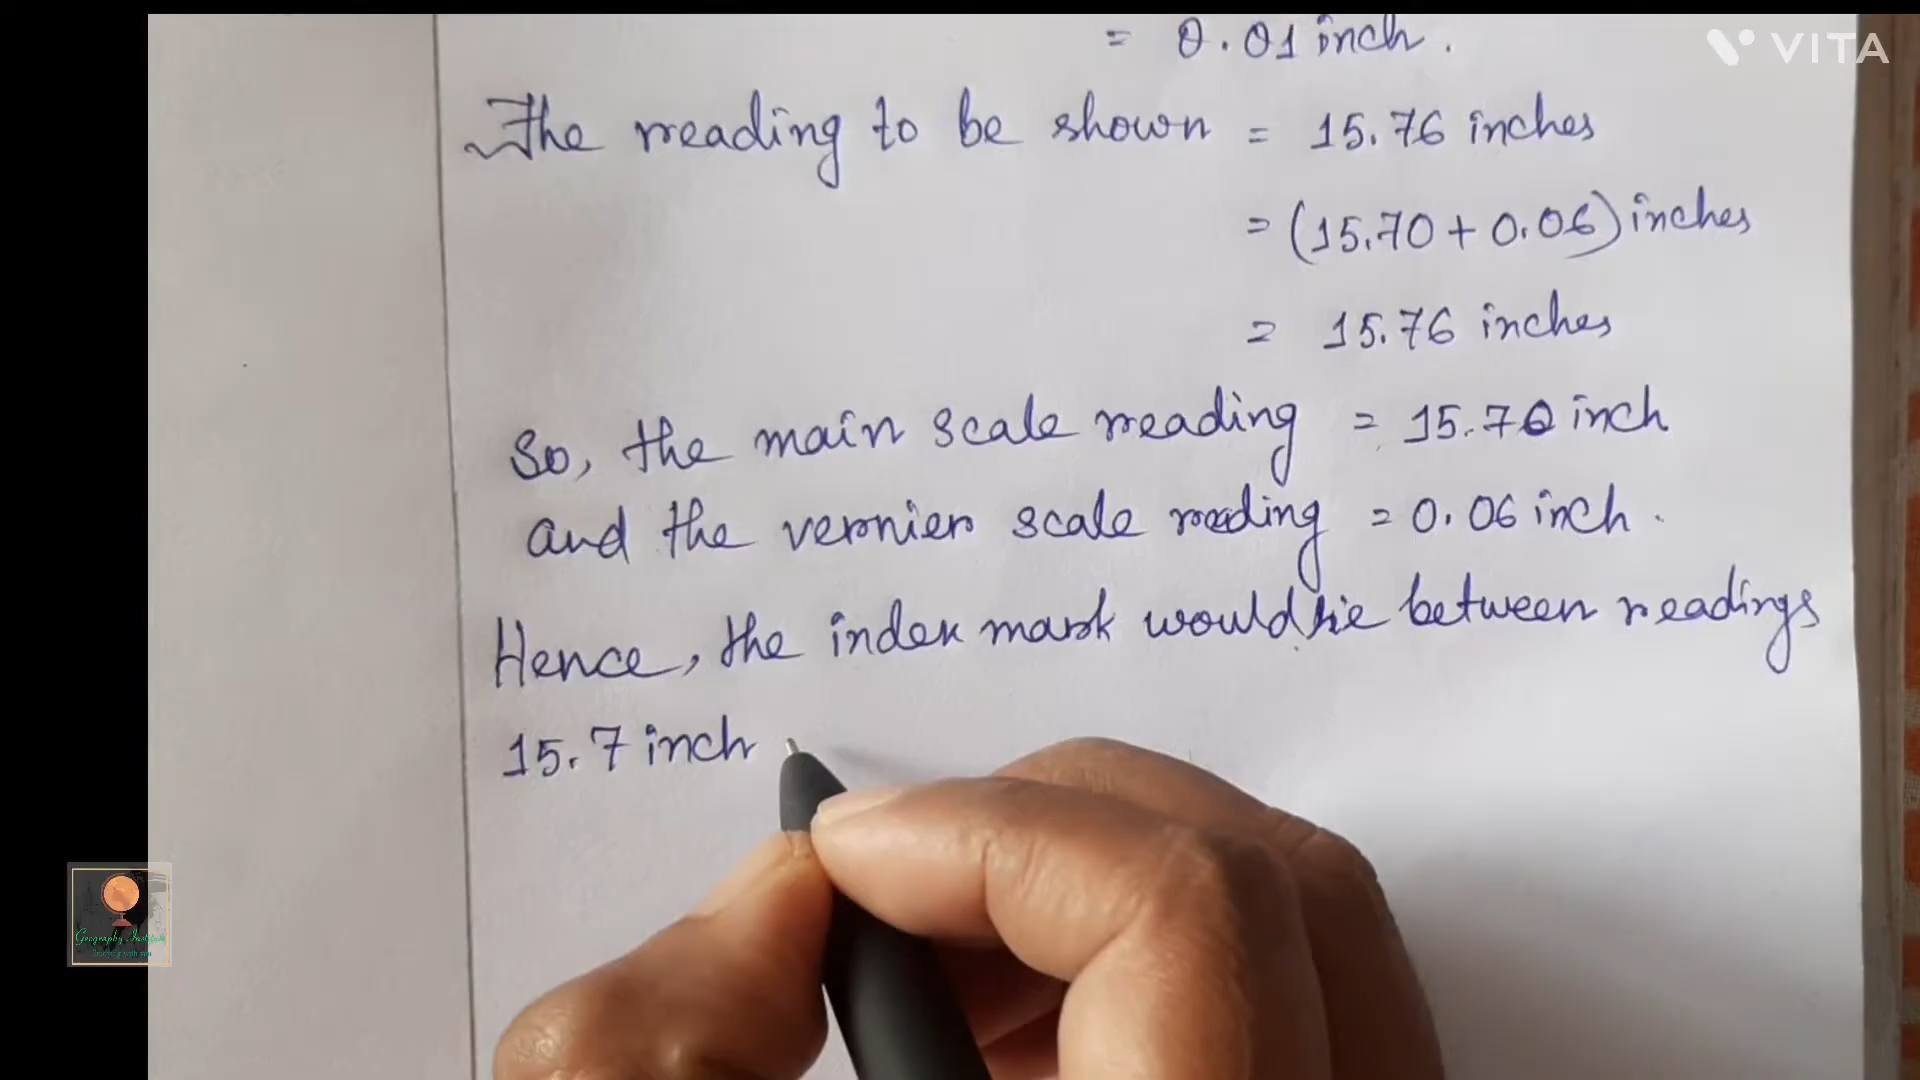 = 0.01 inch.
VITA
The reading to be shown = 15.76 inches
= (15.70 + 0.06) inches
= 15.76 inches
So, the main scale reading = 15.70 inch
and the vernier scale reading = 0.06 inch.
Hence, the index mark would lie between readings
15.7 inch
Geography